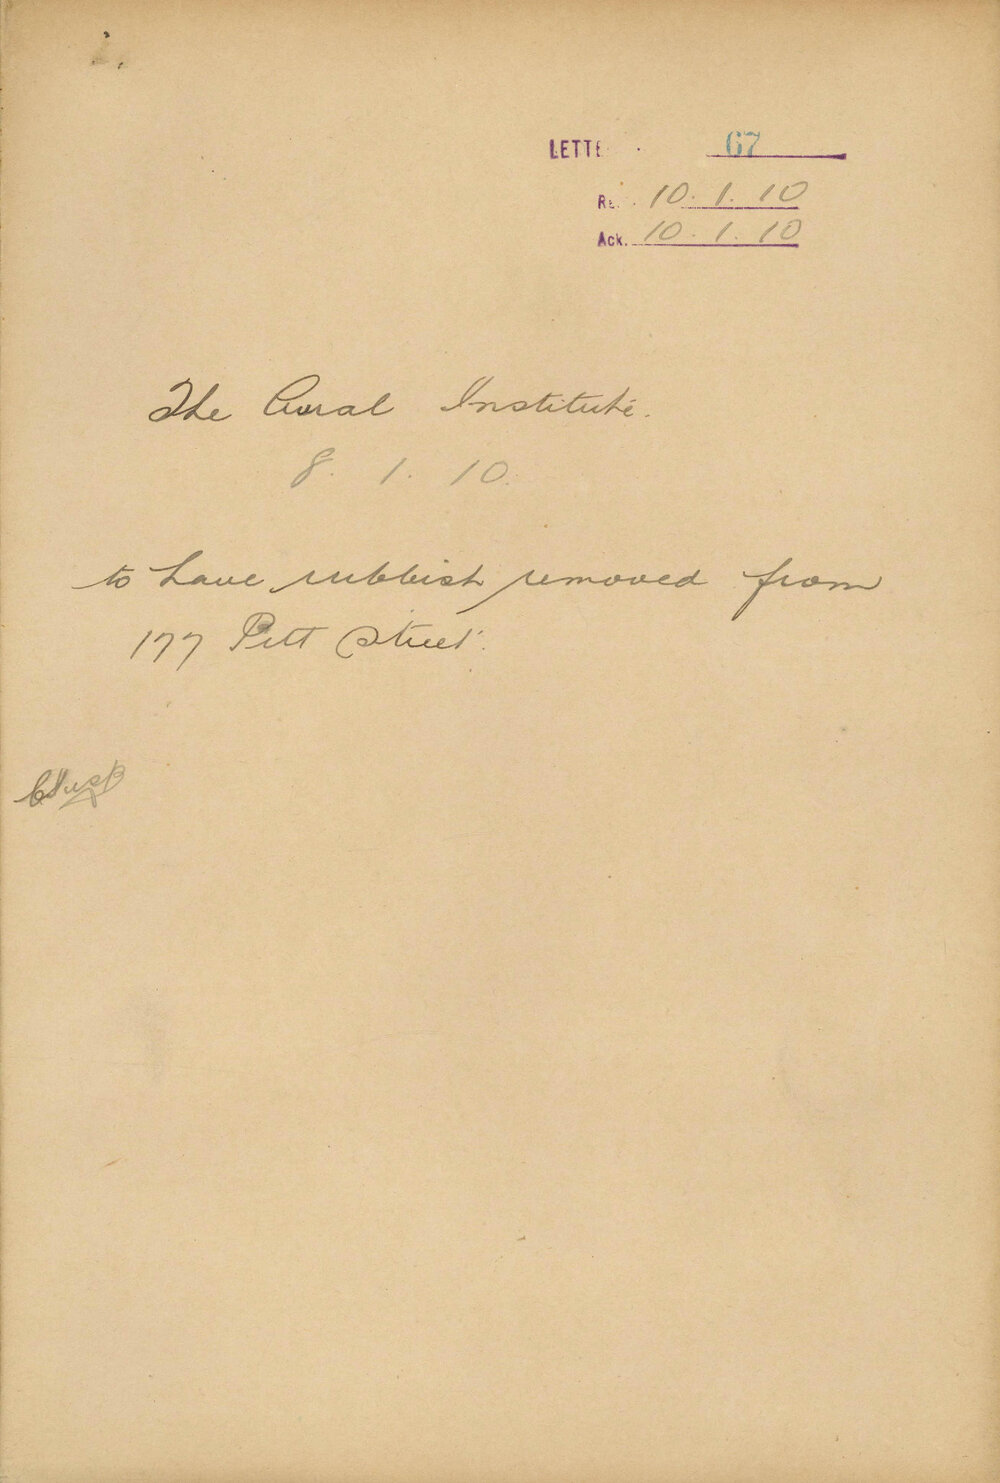 LETTE 67
Re. 10.1.10
Ack. 10.1.10
The Aural Institute.
8.1.10.
to have rubbish removed from
177 Pitt Street.